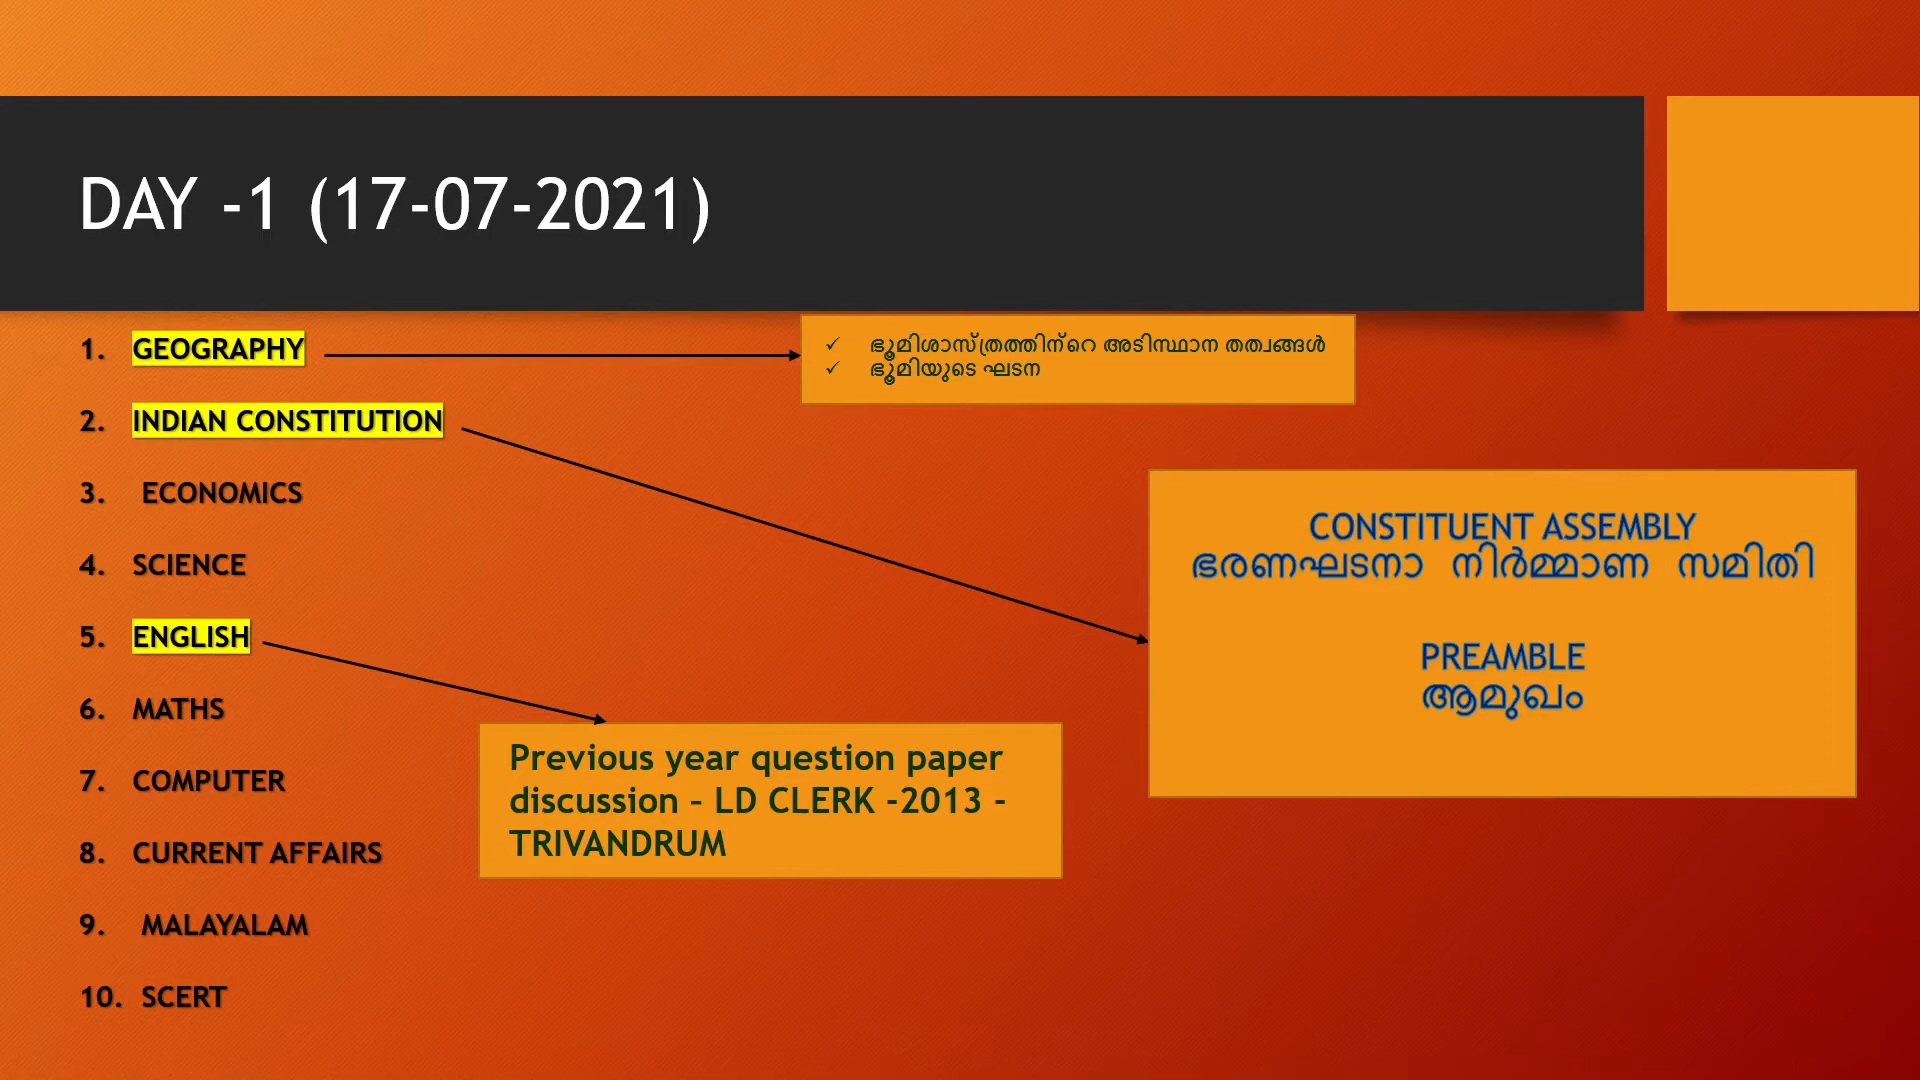 DAY -1 (17-07-2021)
1. GEOGRAPHY
✓ ഭൂമിശാസ്ത്രത്തിന്റെ അടിസ്ഥാന തത്വങ്ങൾ
✓ ഭൂമിയുടെ ഘടന
2. INDIAN CONSTITUTION
3. ECONOMICS
4. SCIENCE
5. ENGLISH
6. MATHS
7. COMPUTER
8. CURRENT AFFAIRS
9. MALAYALAM
10. SCERT
CONSTITUENT ASSEMBLY
ഭരണഘടനാ നിർമ്മാണ സമിതി
PREAMBLE
ആമുഖം
Previous year question paper
discussion – LD CLERK -2013 -
TRIVANDRUM